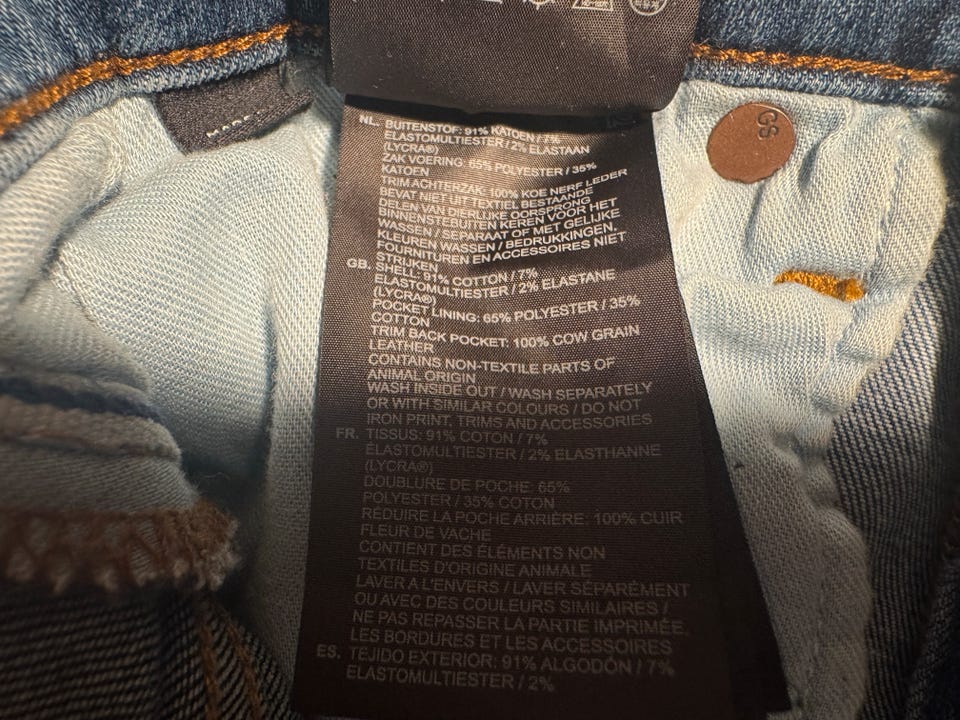 NL. BUITENSTOF: 91% KATOEN / 7%
ELASTOMULTIESTER / 2% ELASTAAN
(LYCRA®)
ZAK VOERING: 65% POLYESTER / 35%
KATOEN
TRIM ACHTERZAK: 100% KOE NERF LEDER
BEVAT NIET UIT TEXTIEL BESTAANDE
DELEN VAN DIERLIJKE OORSPRONG
BINNENSTEBUITEN KEREN VOOR HET
WASSEN / SEPARAAT OF MET GELIJKE
KLEUREN WASSEN / BEDRUKKINGEN,
FOURNITUREN EN ACCESSOIRES NIET
STRIJKEN
GB. SHELL: 91% COTTON / 7%
ELASTOMULTIESTER / 2% ELASTANE
(LYCRA®)
POCKET LINING: 65% POLYESTER / 35%
COTTON
TRIM BACK POCKET: 100% COW GRAIN
LEATHER
CONTAINS NON-TEXTILE PARTS OF
ANIMAL ORIGIN
WASH INSIDE OUT / WASH SEPARATELY
OR WITH SIMILAR COLOURS / DO NOT
IRON PRINT, TRIMS AND ACCESSORIES
FR. TISSUS: 91% COTON / 7%
ELASTOMULTIESTER / 2% ELASTHANNE
(LYCRA®)
DOUBLURE DE POCHE: 65%
POLYESTER / 35% COTON
RÉDUIRE LA POCHE ARRIÈRE: 100% CUIR
FLEUR DE VACHE
CONTIENT DES ÉLÉMENTS NON
TEXTILES D'ORIGINE ANIMALE
LAVER A L'ENVERS / LAVER SÉPARÉMENT
OU AVEC DES COULEURS SIMILAIRES /
NE PAS REPASSER LA PARTIE IMPRIMÉE,
LES BORDURES ET LES ACCESSOIRES
ES. TEJIDO EXTERIOR: 91% ALGODÓN / 7%
ELASTOMULTIESTER / 2%
GS